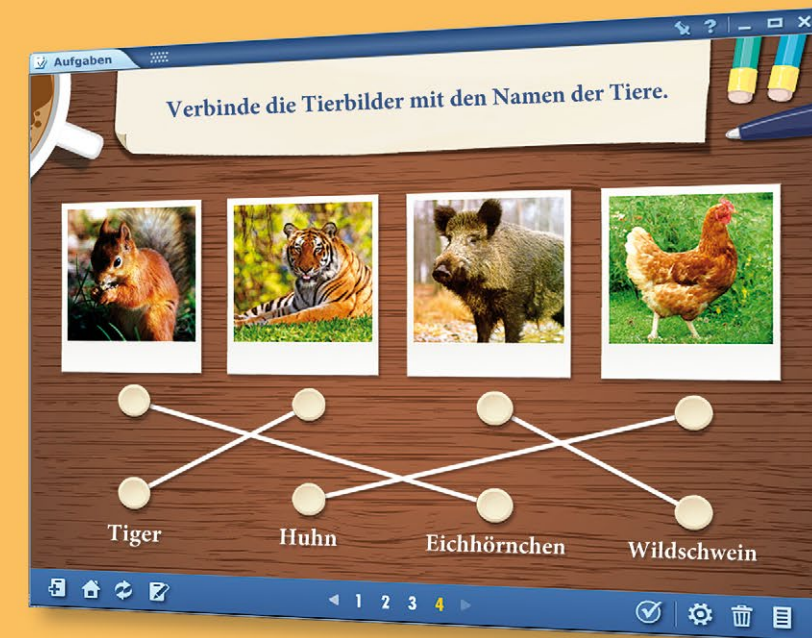 Aufgaben
?
Verbinde die Tierbilder mit den Namen der Tiere.
Tiger Huhn Eichhörnchen Wildschwein
1 2 3 4